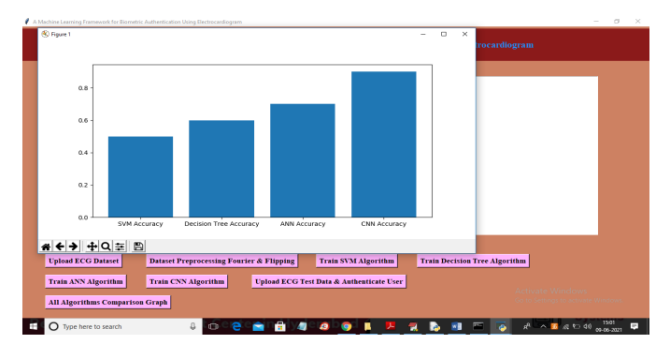 A Machine Learning Framework for Biometric Authentication Using Electrocardiogram
Figure 1
rocardiogram
0.8
0.6
0.4
0.2
0.0
SVM Accuracy Decision Tree Accuracy ANN Accuracy CNN Accuracy
Upload ECG Dataset Dataset Preprocessing Fourier & Flipping Train SVM Algorithm Train Decision Tree Algorithm
Train ANN Algorithm Train CNN Algorithm Upload ECG Test Data & Authenticate User
All Algorithms Comparison Graph
Type here to search
15:01
09-06-2021